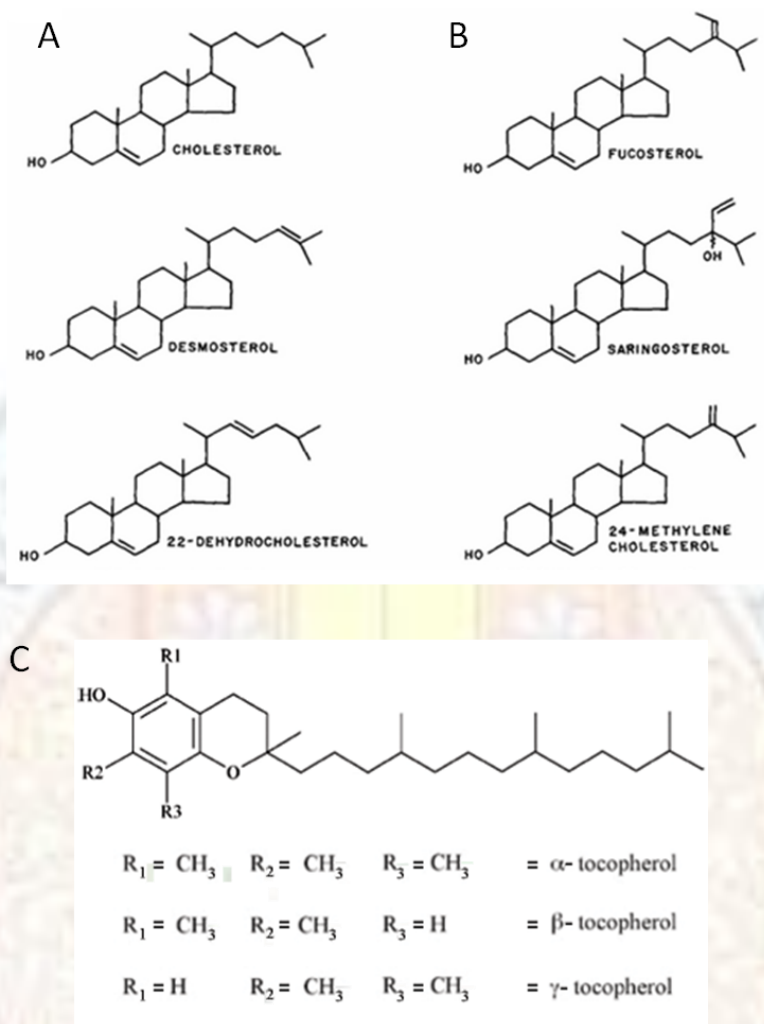 A
B
HO
CHOLESTEROL
HO
FUCOSTEROL
HO
DESMOSTEROL
OH
HO
SARINGOSTEROL
HO
22-DEHYDROCHOLESTEROL
HO
24-METHYLENE
CHOLESTEROL
C
R1
HO
R2
O
R3
R₁ = CH₃ R₂ = CH₃ R₃ = CH₃ = α- tocopherol
R₁ = CH₃ R₂ = CH₃ R₃ = H = β- tocopherol
R₁ = H R₂ = CH₃ R₃ = CH₃ = γ- tocopherol